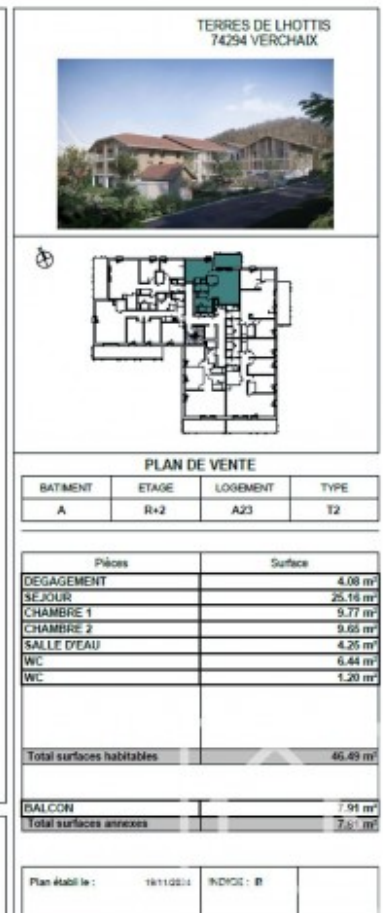 TERRES DE LHOTTIS
74294 VERCHAIX
PLAN DE VENTE
BATIMENT ETAGE LOGEMENT TYPE
A R+2 A23 T2
Pièces Surface
DEGAGEMENT 4.08 m²
SEJOUR 25.16 m²
CHAMBRE 1 9.77 m²
CHAMBRE 2 9.65 m²
SALLE D'EAU 4.25 m²
WC 6.44 m²
WC 1.20 m²
Total surfaces habitables 46.49 m²
BALCON 7.91 m²
Total surfaces annexes m²
Plan établi le : INDICE : B